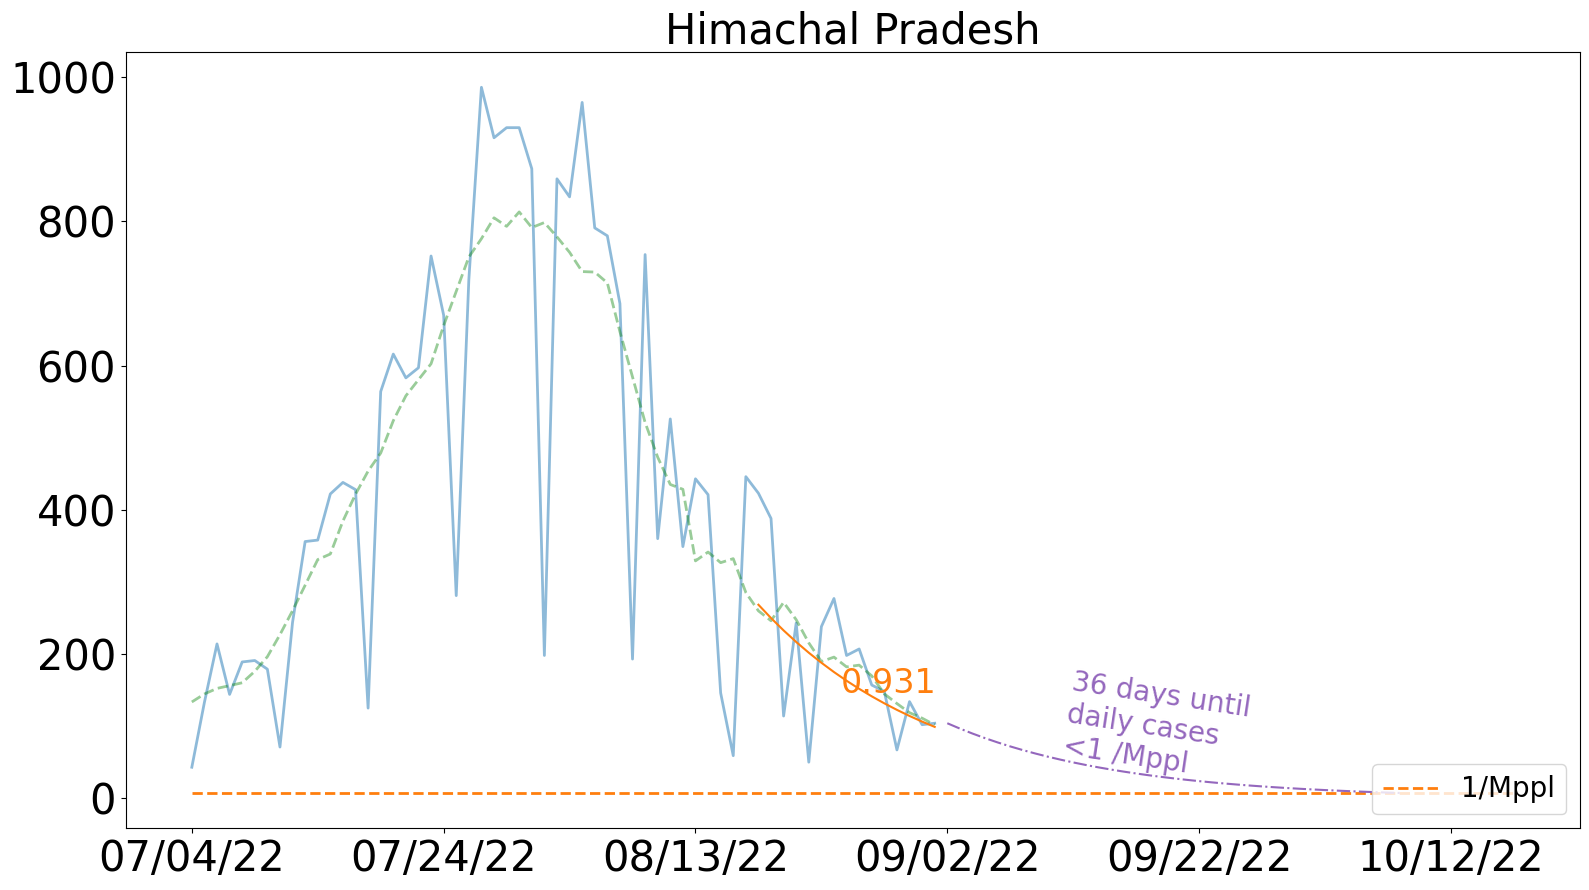 Himachal Pradesh
1000
800
600
400
200
0
0.931
36 days until
daily cases
<1 /Mppl
1/Mppl
07/04/22
07/24/22
08/13/22
09/02/22
09/22/22
10/12/22